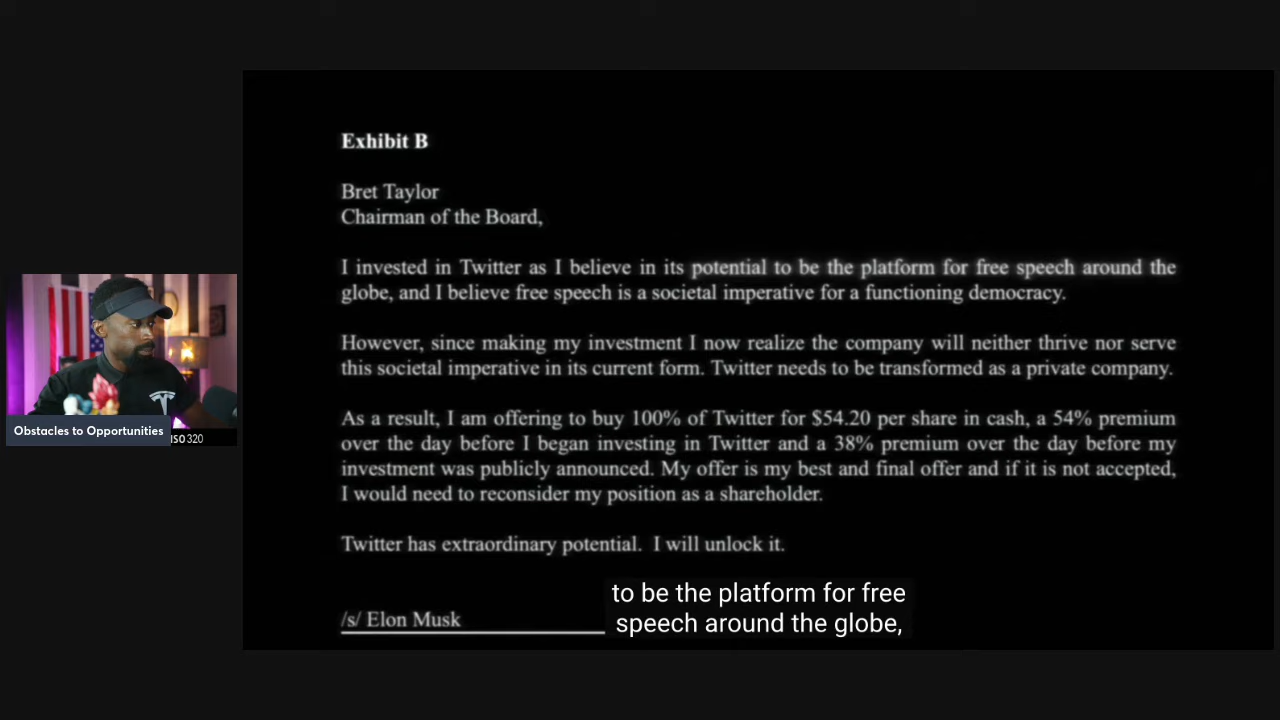 Exhibit B
Bret Taylor
Chairman of the Board,
I invested in Twitter as I believe in its potential to be the platform for free speech around the
globe, and I believe free speech is a societal imperative for a functioning democracy.
However, since making my investment I now realize the company will neither thrive nor serve
this societal imperative in its current form. Twitter needs to be transformed as a private company.
As a result, I am offering to buy 100% of Twitter for $54.20 per share in cash, a 54% premium
over the day before I began investing in Twitter and a 38% premium over the day before my
investment was publicly announced. My offer is my best and final offer and if it is not accepted,
I would need to reconsider my position as a shareholder.
Twitter has extraordinary potential. I will unlock it.
/s/ Elon Musk
to be the platform for free
speech around the globe,
Obstacles to Opportunities
ISO 320